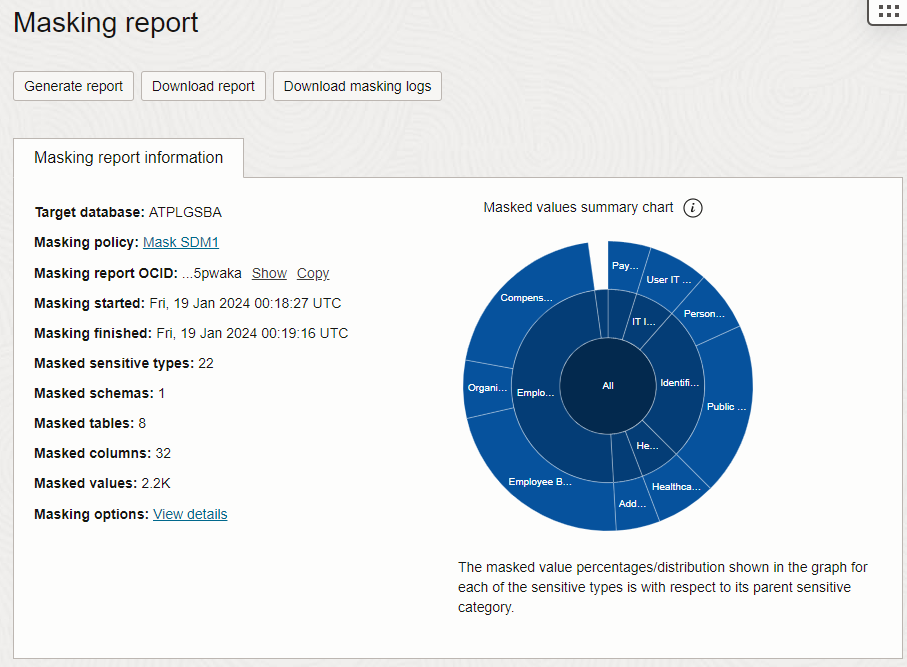 Masking report
Generate report
Download report
Download masking logs
Masking report information
Target database: ATPLGSBA
Masking policy: Mask SDM1
Masking report OCID: ...5pwaka Show Copy
Masking started: Fri, 19 Jan 2024 00:18:27 UTC
Masking finished: Fri, 19 Jan 2024 00:19:16 UTC
Masked sensitive types: 22
Masked schemas: 1
Masked tables: 8
Masked columns: 32
Masked values: 2.2K
Masking options: View details
Masked values summary chart i
Pay...
User IT ...
Compens...
Person...
IT I...
Identifi...
All
Organi...
Emplo...
Public ...
He...
Employee B...
Healthca...
Add...
The masked value percentages/distribution shown in the graph for
each of the sensitive types is with respect to its parent sensitive
category.